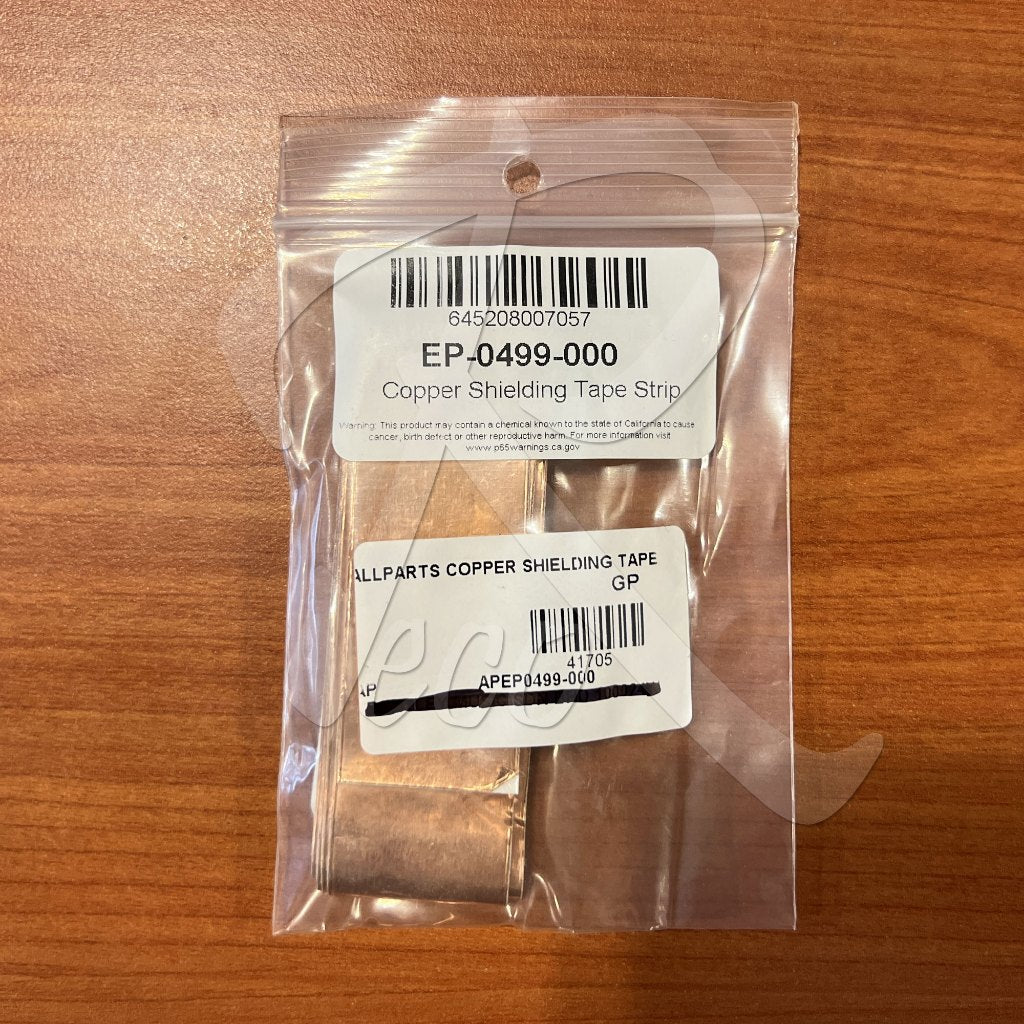 645208007057
EP-0499-000
Copper Shielding Tape Strip
Warning: This product may contain a chemical known to the state of California to cause
cancer, birth defect or other reproductive harm. For more information visit
www.p65warnings.ca.gov
ALLPARTS COPPER SHIELDING TAPE
GP
41705
APEP0499-000
AP
eco